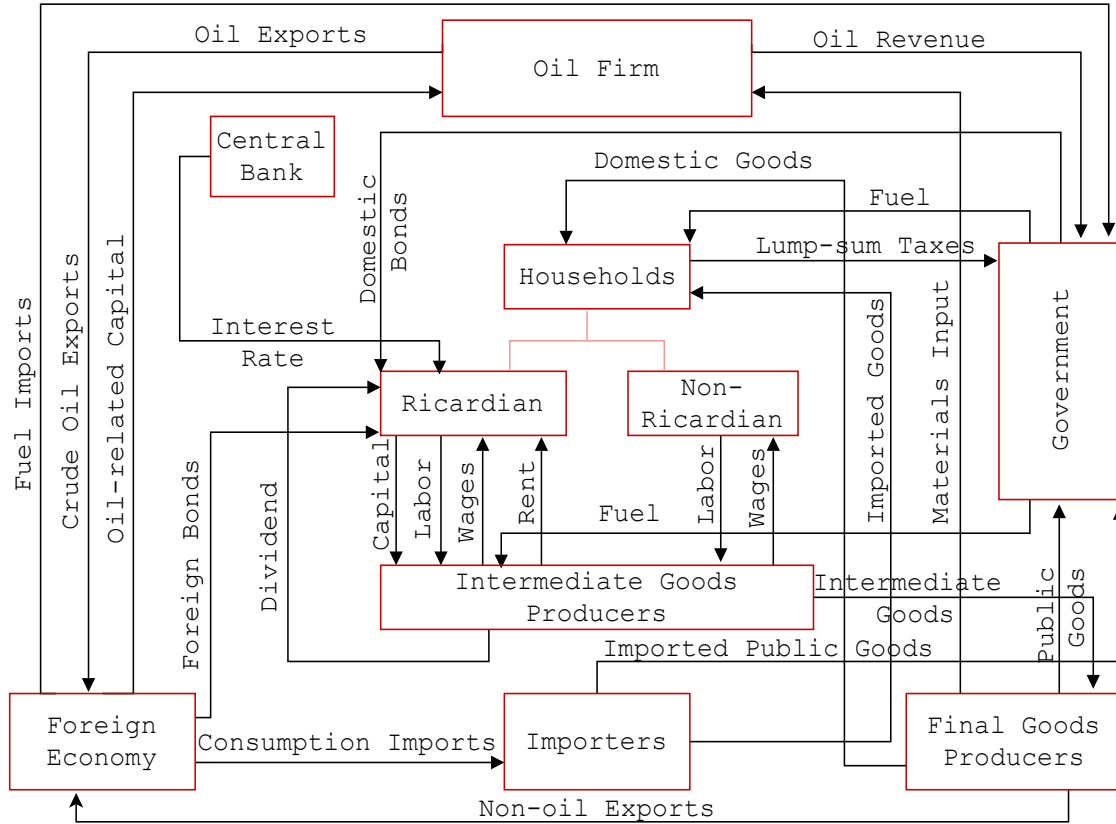 Oil Exports
Oil Revenue
Oil Firm
Central
Bank
Domestic Goods
Fuel
Domestic
Bonds
Lump-sum Taxes
Households
Fuel Imports
Crude Oil Exports
Oil-related Capital
Interest
Rate
Ricardian
Non-
Ricardian
Imported Goods
Materials Input
Government
Foreign Bonds
Dividend
Capital
Labor
Wages
Rent
Labor
Wages
Fuel
Intermediate Goods
Producers
Intermediate
Goods
Public
Goods
Imported Public Goods
Foreign
Economy
Consumption Imports
Importers
Final Goods
Producers
Non-oil Exports